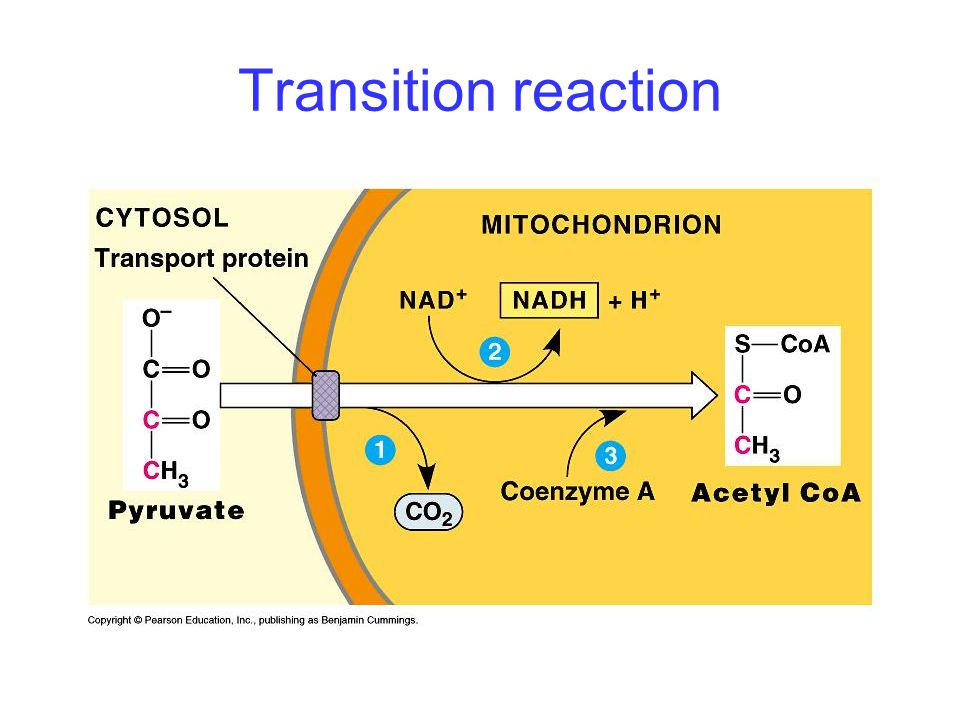 Transition reaction
CYTOSOL
Transport protein
MITOCHONDRION
NAD⁺ NADH + H⁺
2
O⁻
C=O
C=O
CH₃
Pyruvate
1
CO₂
3
Coenzyme A
S—CoA
C=O
CH₃
Acetyl CoA
Copyright © Pearson Education, Inc., publishing as Benjamin Cummings.